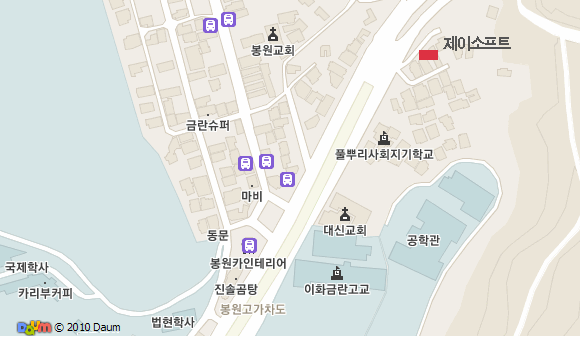 봉원교회
제이소프트
금란슈퍼
풀뿌리사회지기학교
마비
대신교회
동문
공학관
봉원카인테리어
국제학사
진솔곰탕
이화금란고교
카리부커피
봉원고가차도
법현학사
Daum © 2010 Daum